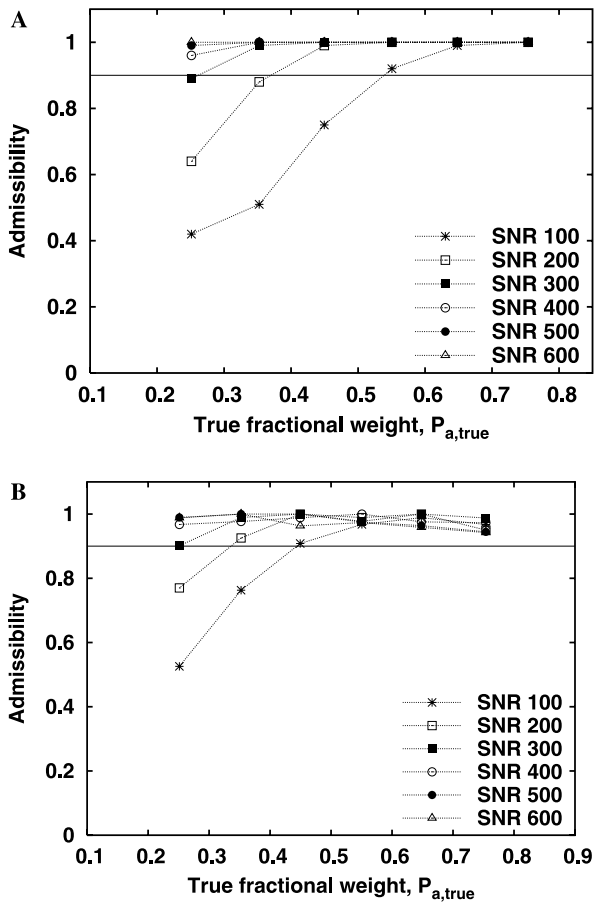 A
Admissibility
1
0.8
0.6
0.4
0.2
0
SNR 100
SNR 200
SNR 300
SNR 400
SNR 500
SNR 600
0.1 0.2 0.3 0.4 0.5 0.6 0.7 0.8
True fractional weight, Pa,true
B
Admissibility
1
0.8
0.6
0.4
0.2
0
SNR 100
SNR 200
SNR 300
SNR 400
SNR 500
SNR 600
0.1 0.2 0.3 0.4 0.5 0.6 0.7 0.8 0.9
True fractional weight, Pa,true